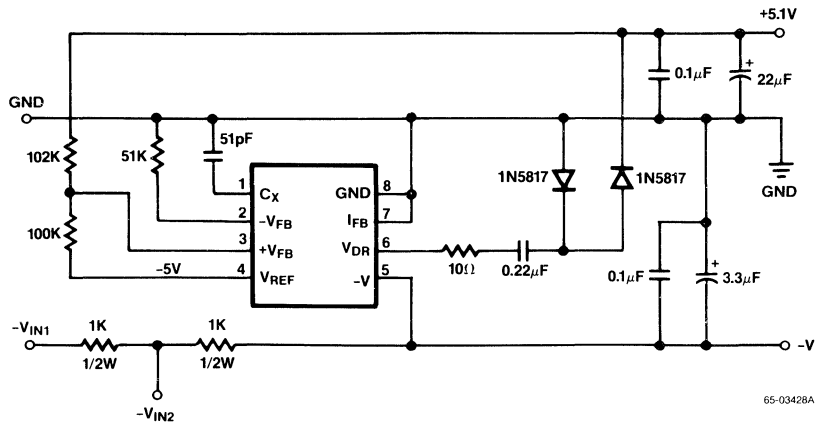 +5.1V
0.1μF
+
22μF
GND
51pF
102K
51K
1N5817
1N5817
GND
1
CX
GND
8
2
−VFB
IFB
7
100K
3
+VFB
VDR
6
10Ω
0.22μF
−5V
4
VREF
−V
5
0.1μF
+
3.3μF
−VIN1
1K
1/2W
1K
1/2W
−V
−VIN2
65-03428A